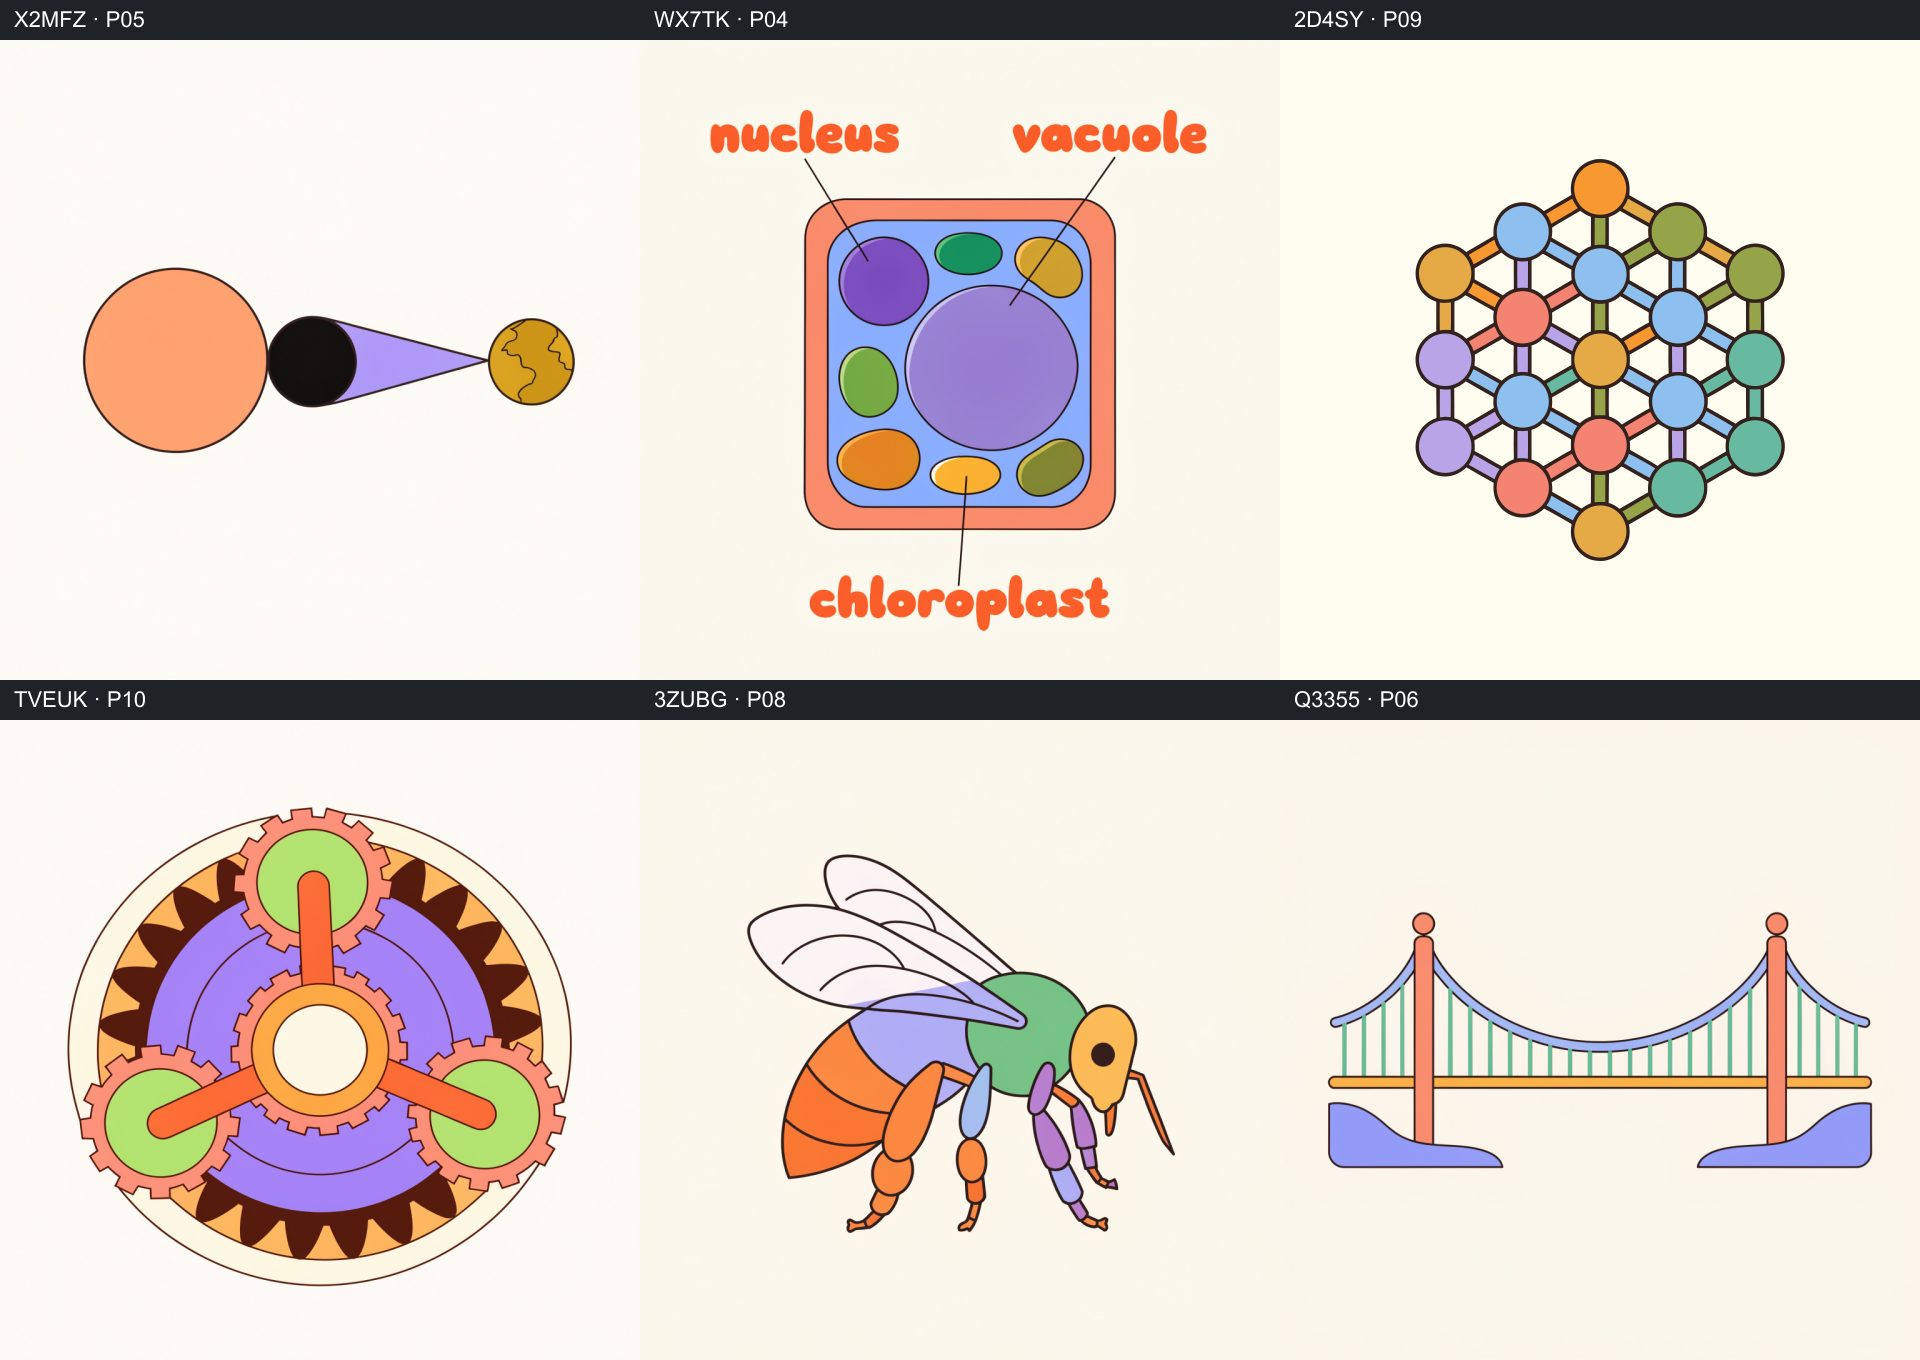 X2MFZ · P05
WX7TK · P04
2D4SY · P09
nucleus
vacuole
chloroplast
TVEUK · P10
3ZUBG · P08
Q3355 · P06